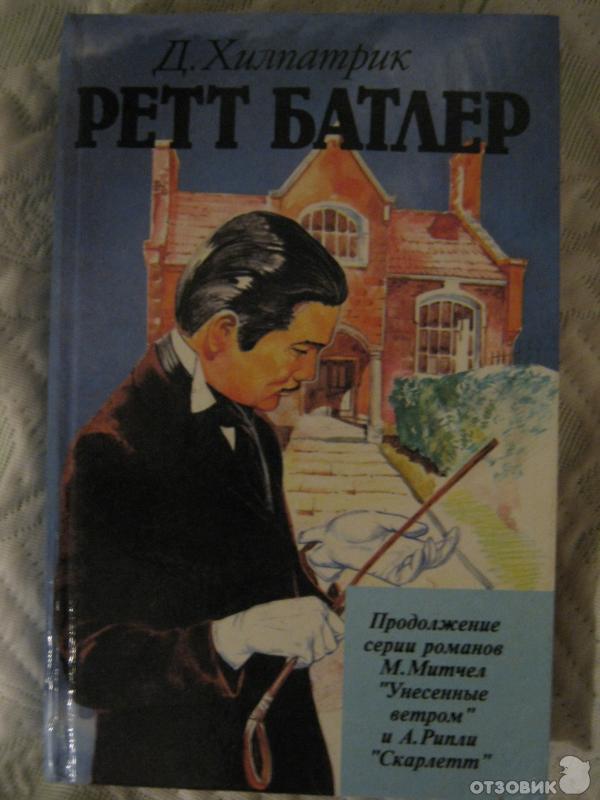 Д. Хилпатрик
РЕТТ БАТЛЕР
Продолжение
серии романов
М. Митчел
"Унесенные
ветром"
и А. Рипли
"Скарлетт"
ОТЗОВИК